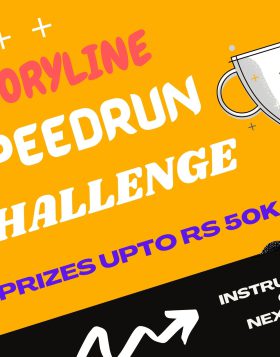 ORYLINE
PEEDRUN
HALLENGE
PRIZES UPTO RS 50K
INSTRU
NEX